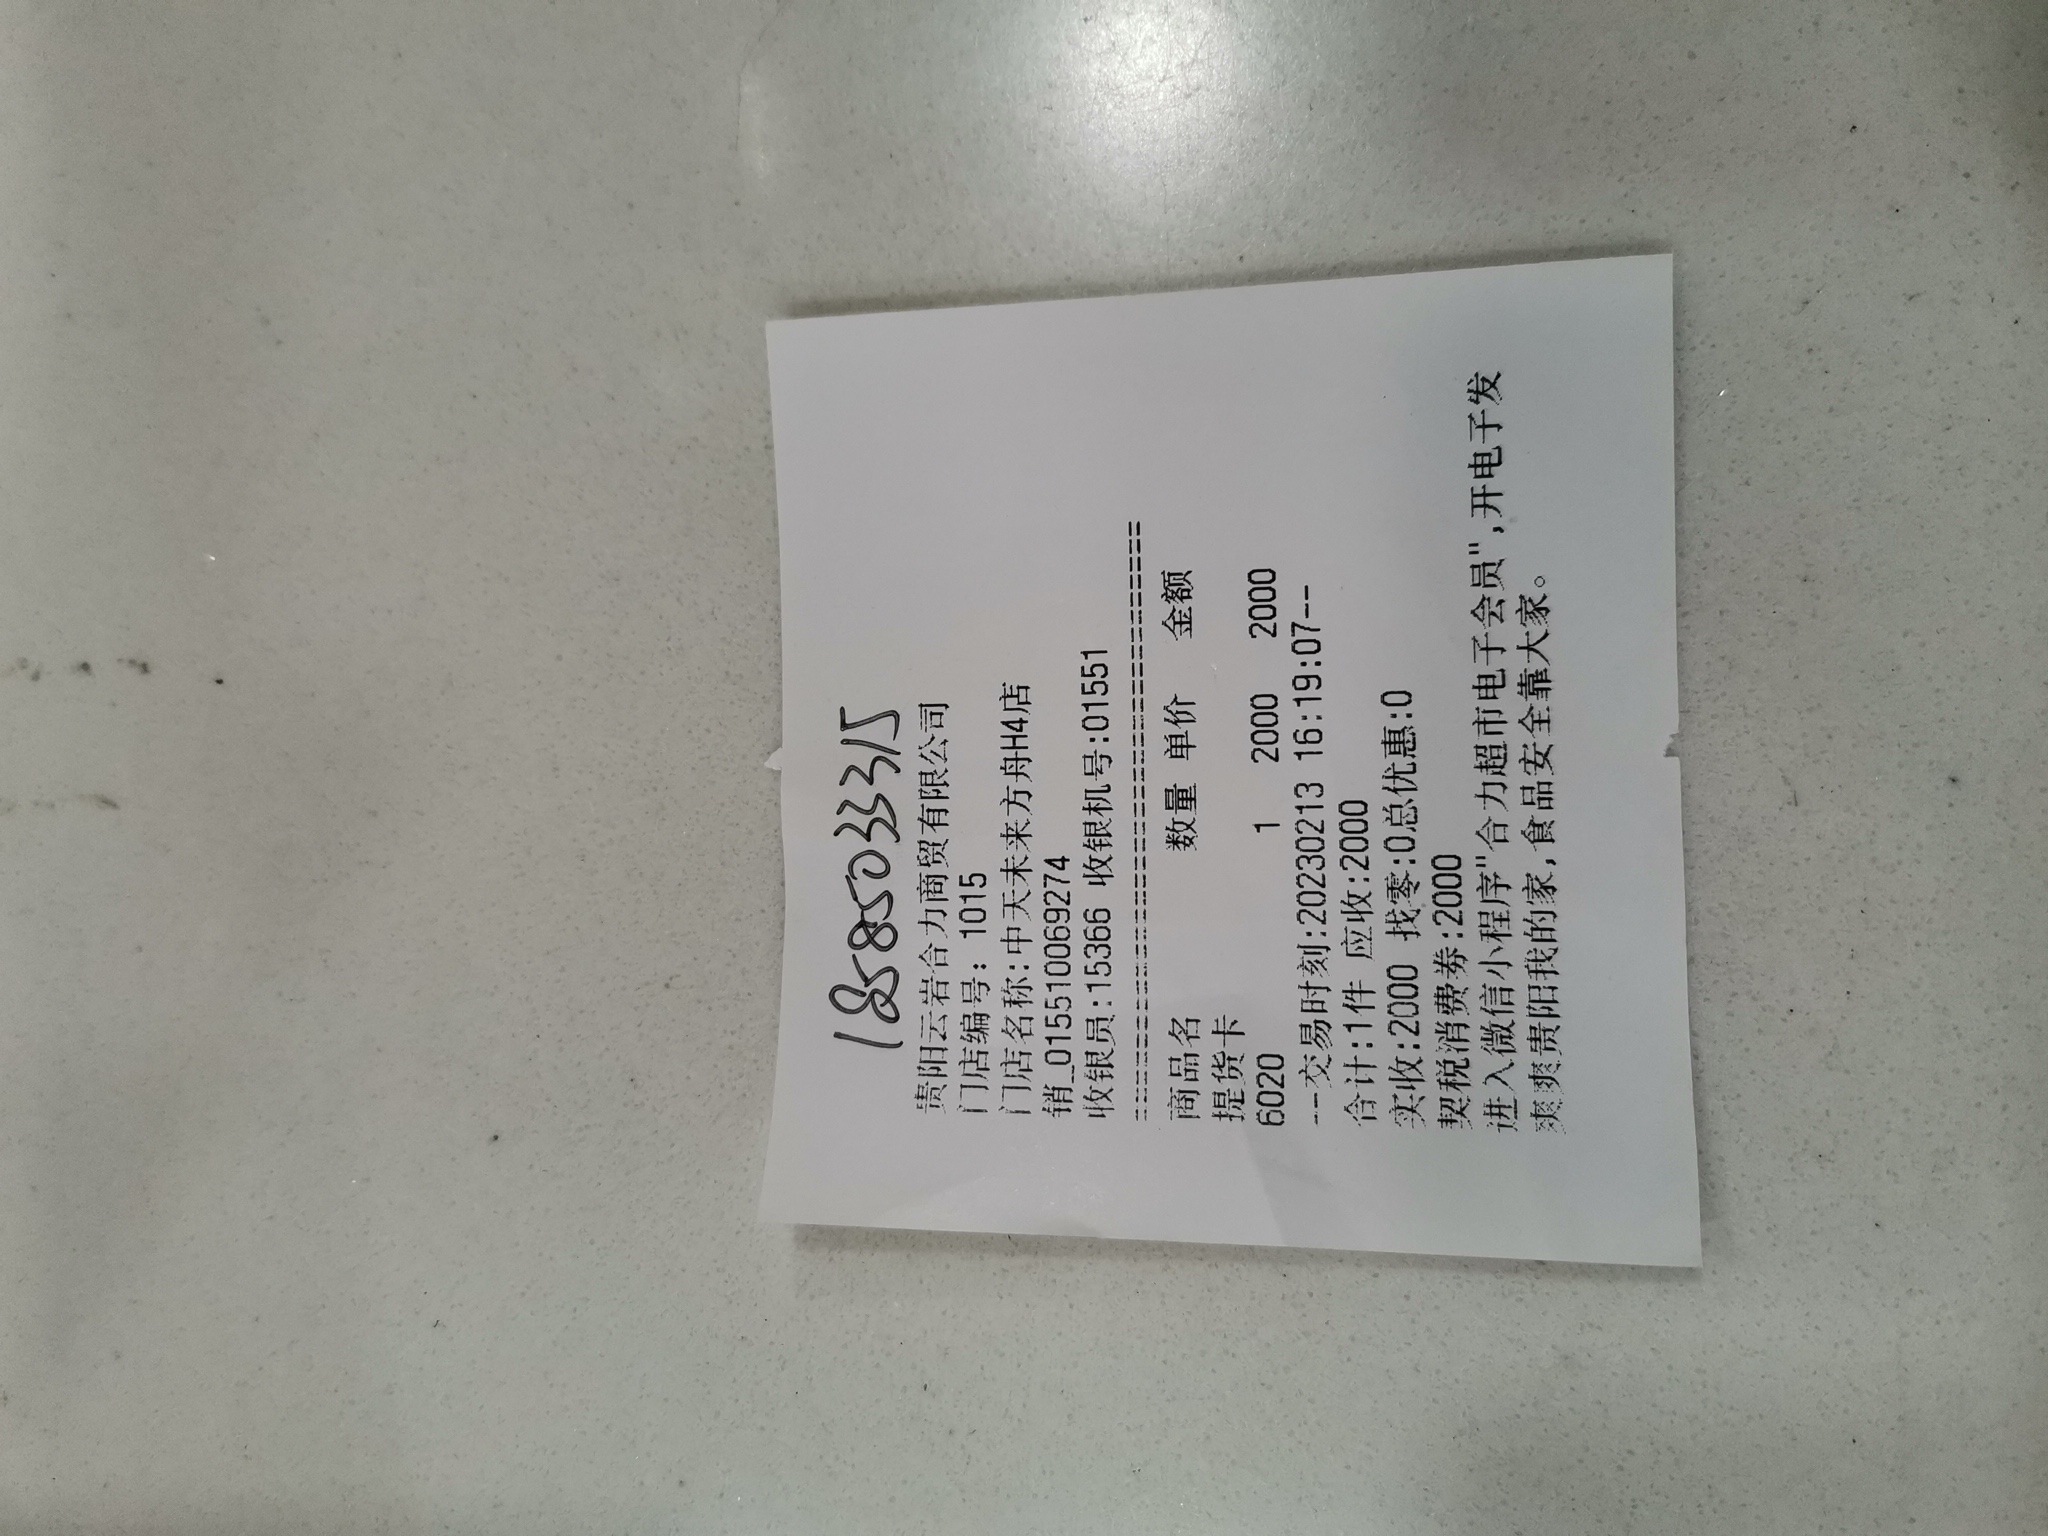 18585033315
贵阳云岩合力商贸有限公司
门店编号: 1015
门店名称:中天未来方舟H4店
销_015510069274
收银员:15366 收银机号:01551
========================================
商品名 数量 单价 金额
提货卡
6020 1 2000 2000
--交易时刻:20230213 16:19:07--
合计:1件 应收:2000
实收:2000 找零:0总优惠:0
契税消费券:2000
进入微信小程序"合力超市电子会员",开电子发
爽爽贵阳我的家,食品安全靠大家。